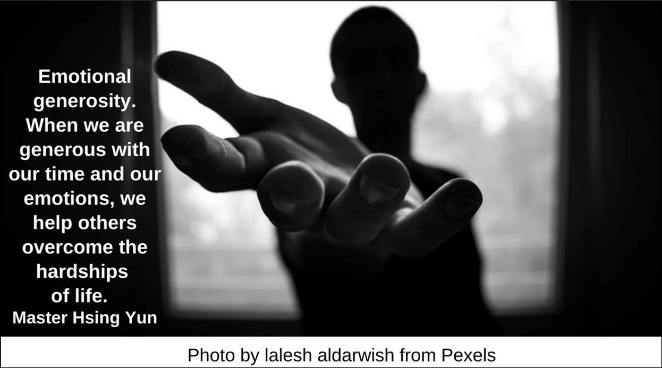 Emotional
generosity.
When we are
generous with
our time and our
emotions, we
help others
overcome the
hardships
of life.
Master Hsing Yun
Photo by lalesh aldarwish from Pexels